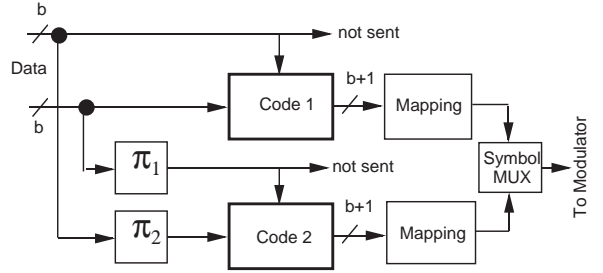 b
not sent
Data
b
Code 1
b+1
Mapping
π1
not sent
Symbol
MUX
To Modulator
π2
Code 2
b+1
Mapping